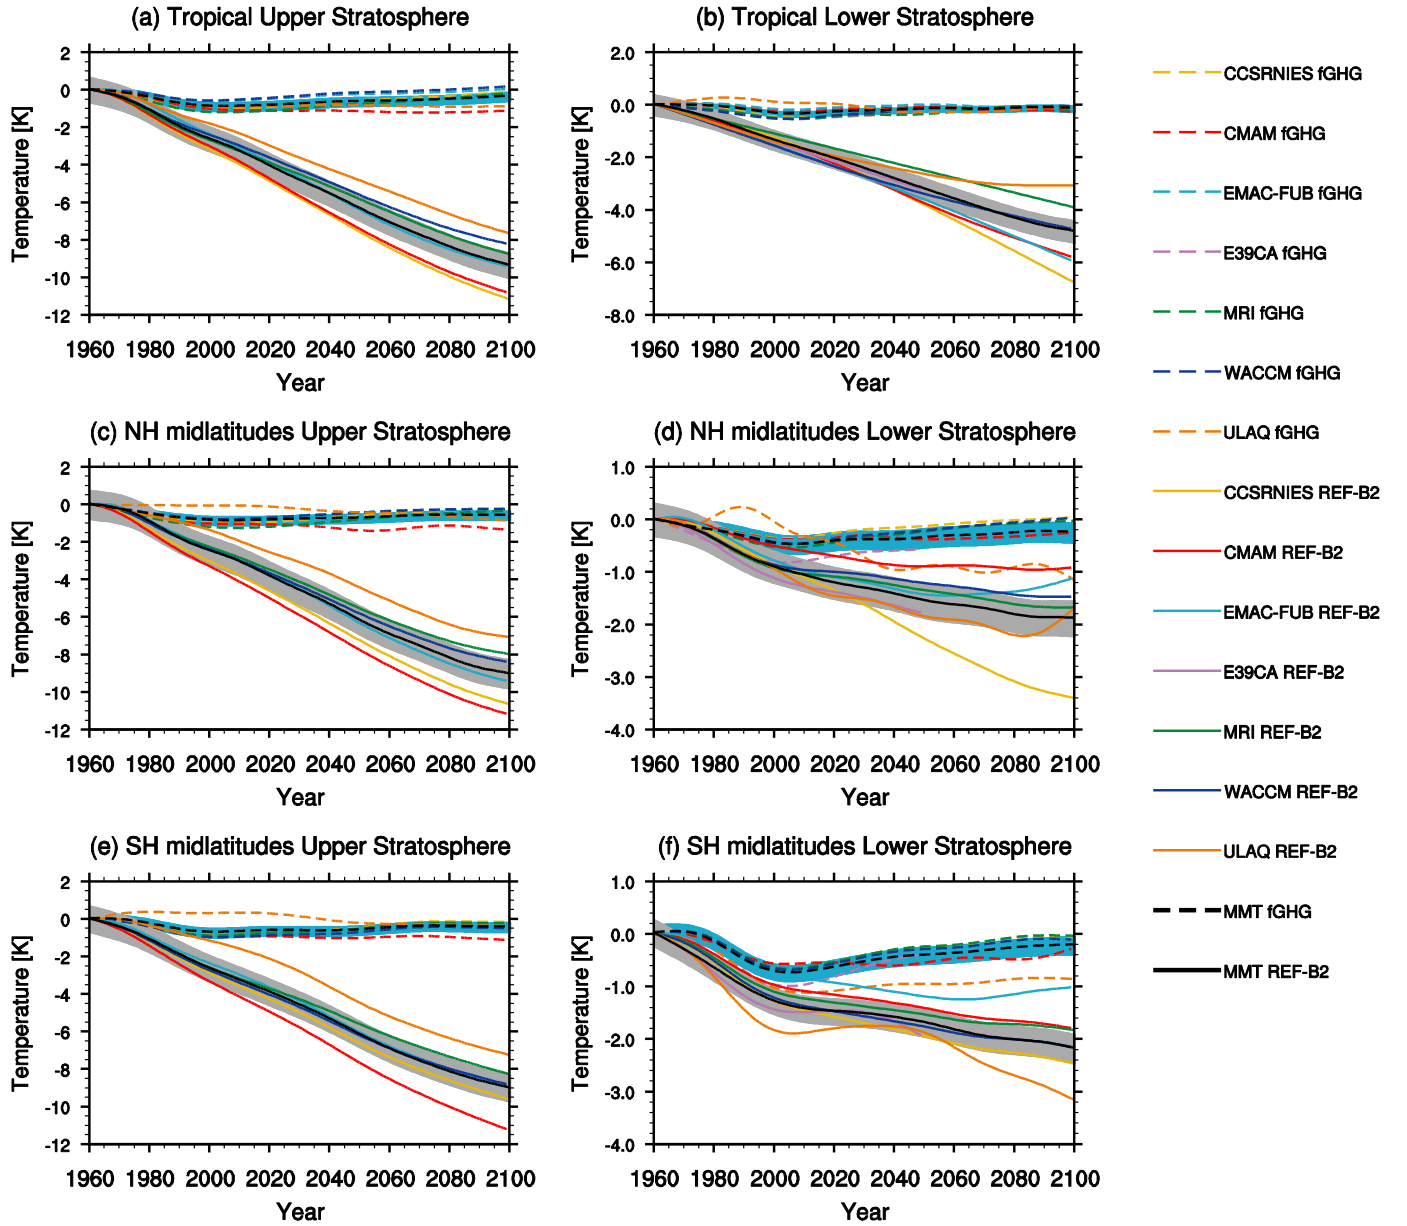 (a) Tropical Upper Stratosphere
2
0
-2
-4
-6
-8
-10
-12
Temperature [K]
1960 1980 2000 2020 2040 2060 2080 2100
Year
(b) Tropical Lower Stratosphere
2.0
0.0
-2.0
-4.0
-6.0
-8.0
Temperature [K]
1960 1980 2000 2020 2040 2060 2080 2100
Year
(c) NH midlatitudes Upper Stratosphere
2
0
-2
-4
-6
-8
-10
-12
Temperature [K]
1960 1980 2000 2020 2040 2060 2080 2100
Year
(d) NH midlatitudes Lower Stratosphere
1.0
0.0
-1.0
-2.0
-3.0
-4.0
Temperature [K]
1960 1980 2000 2020 2040 2060 2080 2100
Year
(e) SH midlatitudes Upper Stratosphere
2
0
-2
-4
-6
-8
-10
-12
Temperature [K]
1960 1980 2000 2020 2040 2060 2080 2100
Year
(f) SH midlatitudes Lower Stratosphere
1.0
0.0
-1.0
-2.0
-3.0
-4.0
Temperature [K]
1960 1980 2000 2020 2040 2060 2080 2100
Year
CCSRNIES fGHG
CMAM fGHG
EMAC-FUB fGHG
E39CA fGHG
MRI fGHG
WACCM fGHG
ULAQ fGHG
CCSRNIES REF-B2
CMAM REF-B2
EMAC-FUB REF-B2
E39CA REF-B2
MRI REF-B2
WACCM REF-B2
ULAQ REF-B2
MMT fGHG
MMT REF-B2